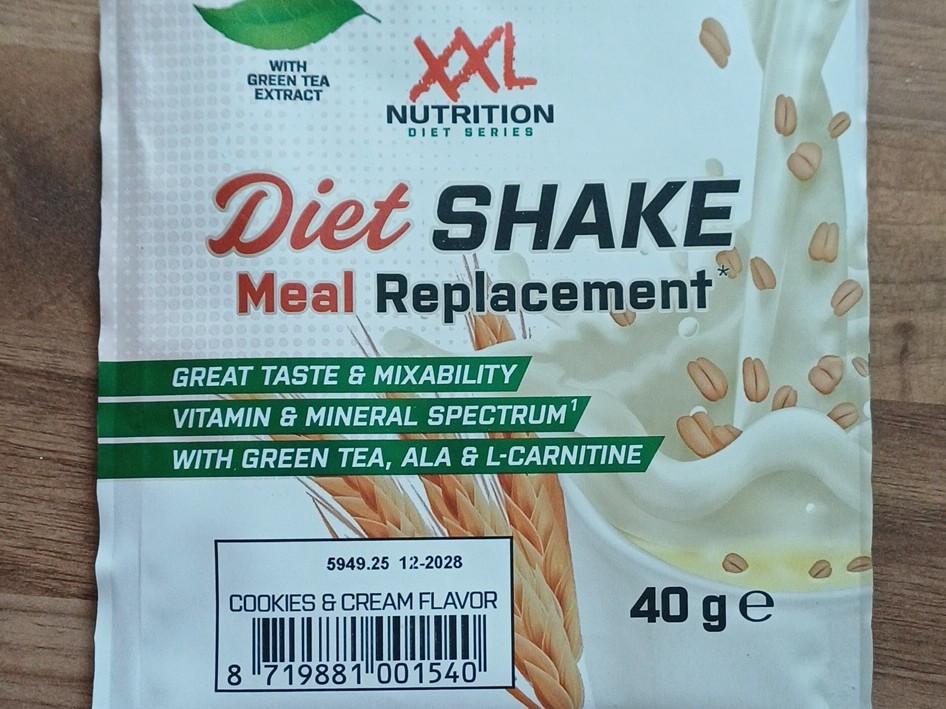 WITH
GREEN TEA
EXTRACT
XXL
NUTRITION
DIET SERIES
Diet SHAKE
Meal Replacement*
GREAT TASTE & MIXABILITY
VITAMIN & MINERAL SPECTRUM¹
WITH GREEN TEA, ALA & L-CARNITINE
5949.25 12-2028
COOKIES & CREAM FLAVOR
8 719881 001540
40 g e